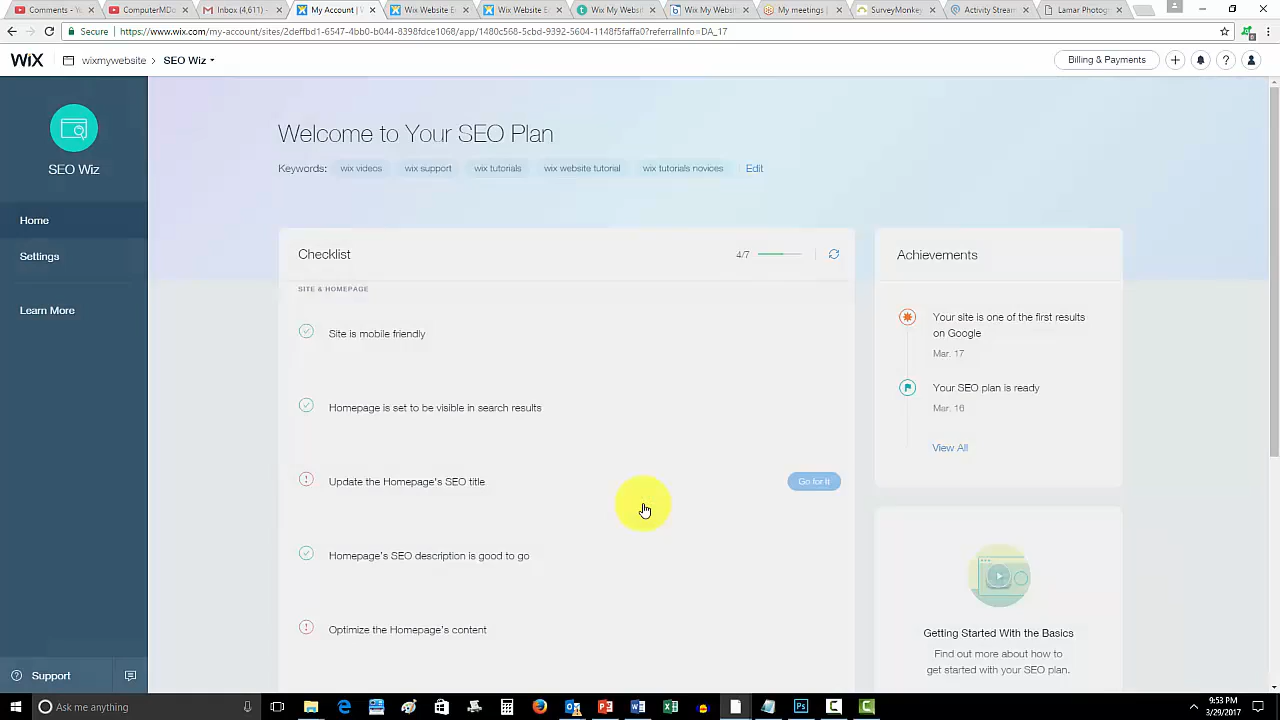 Comments - Y
ComputerMD
Inbox (4,611)
My Account | W
Wix Website E
Wix Website E
Wix My Websi
Wix My Web
My meetings |
SurveyMonkey
Activity Stream
Lamar Photog
Secure https://www.wix.com/my-account/sites/2deffbd1-6547-4bb0-b044-8398fdce1068/app/1480c568-5cbd-9392-5604-1148f5faffa0?referralInfo=DA_17
WiX wixmywebsite > SEO Wiz
Billing & Payments
SEO Wiz
Home
Settings
Learn More
Support
Welcome to Your SEO Plan
Keywords: wix videos wix support wix tutorials wix website tutorial wix tutorials novices Edit
Checklist
4/7
SITE & HOMEPAGE
Site is mobile friendly
Homepage is set to be visible in search results
Update the Homepage's SEO title
Go for It
Homepage's SEO description is good to go
Optimize the Homepage's content
Achievements
Your site is one of the first results
on Google
Mar. 17
Your SEO plan is ready
Mar. 16
View All
Getting Started With the Basics
Find out more about how to
get started with your SEO plan.
Ask me anything
9:53 PM
3/29/2017